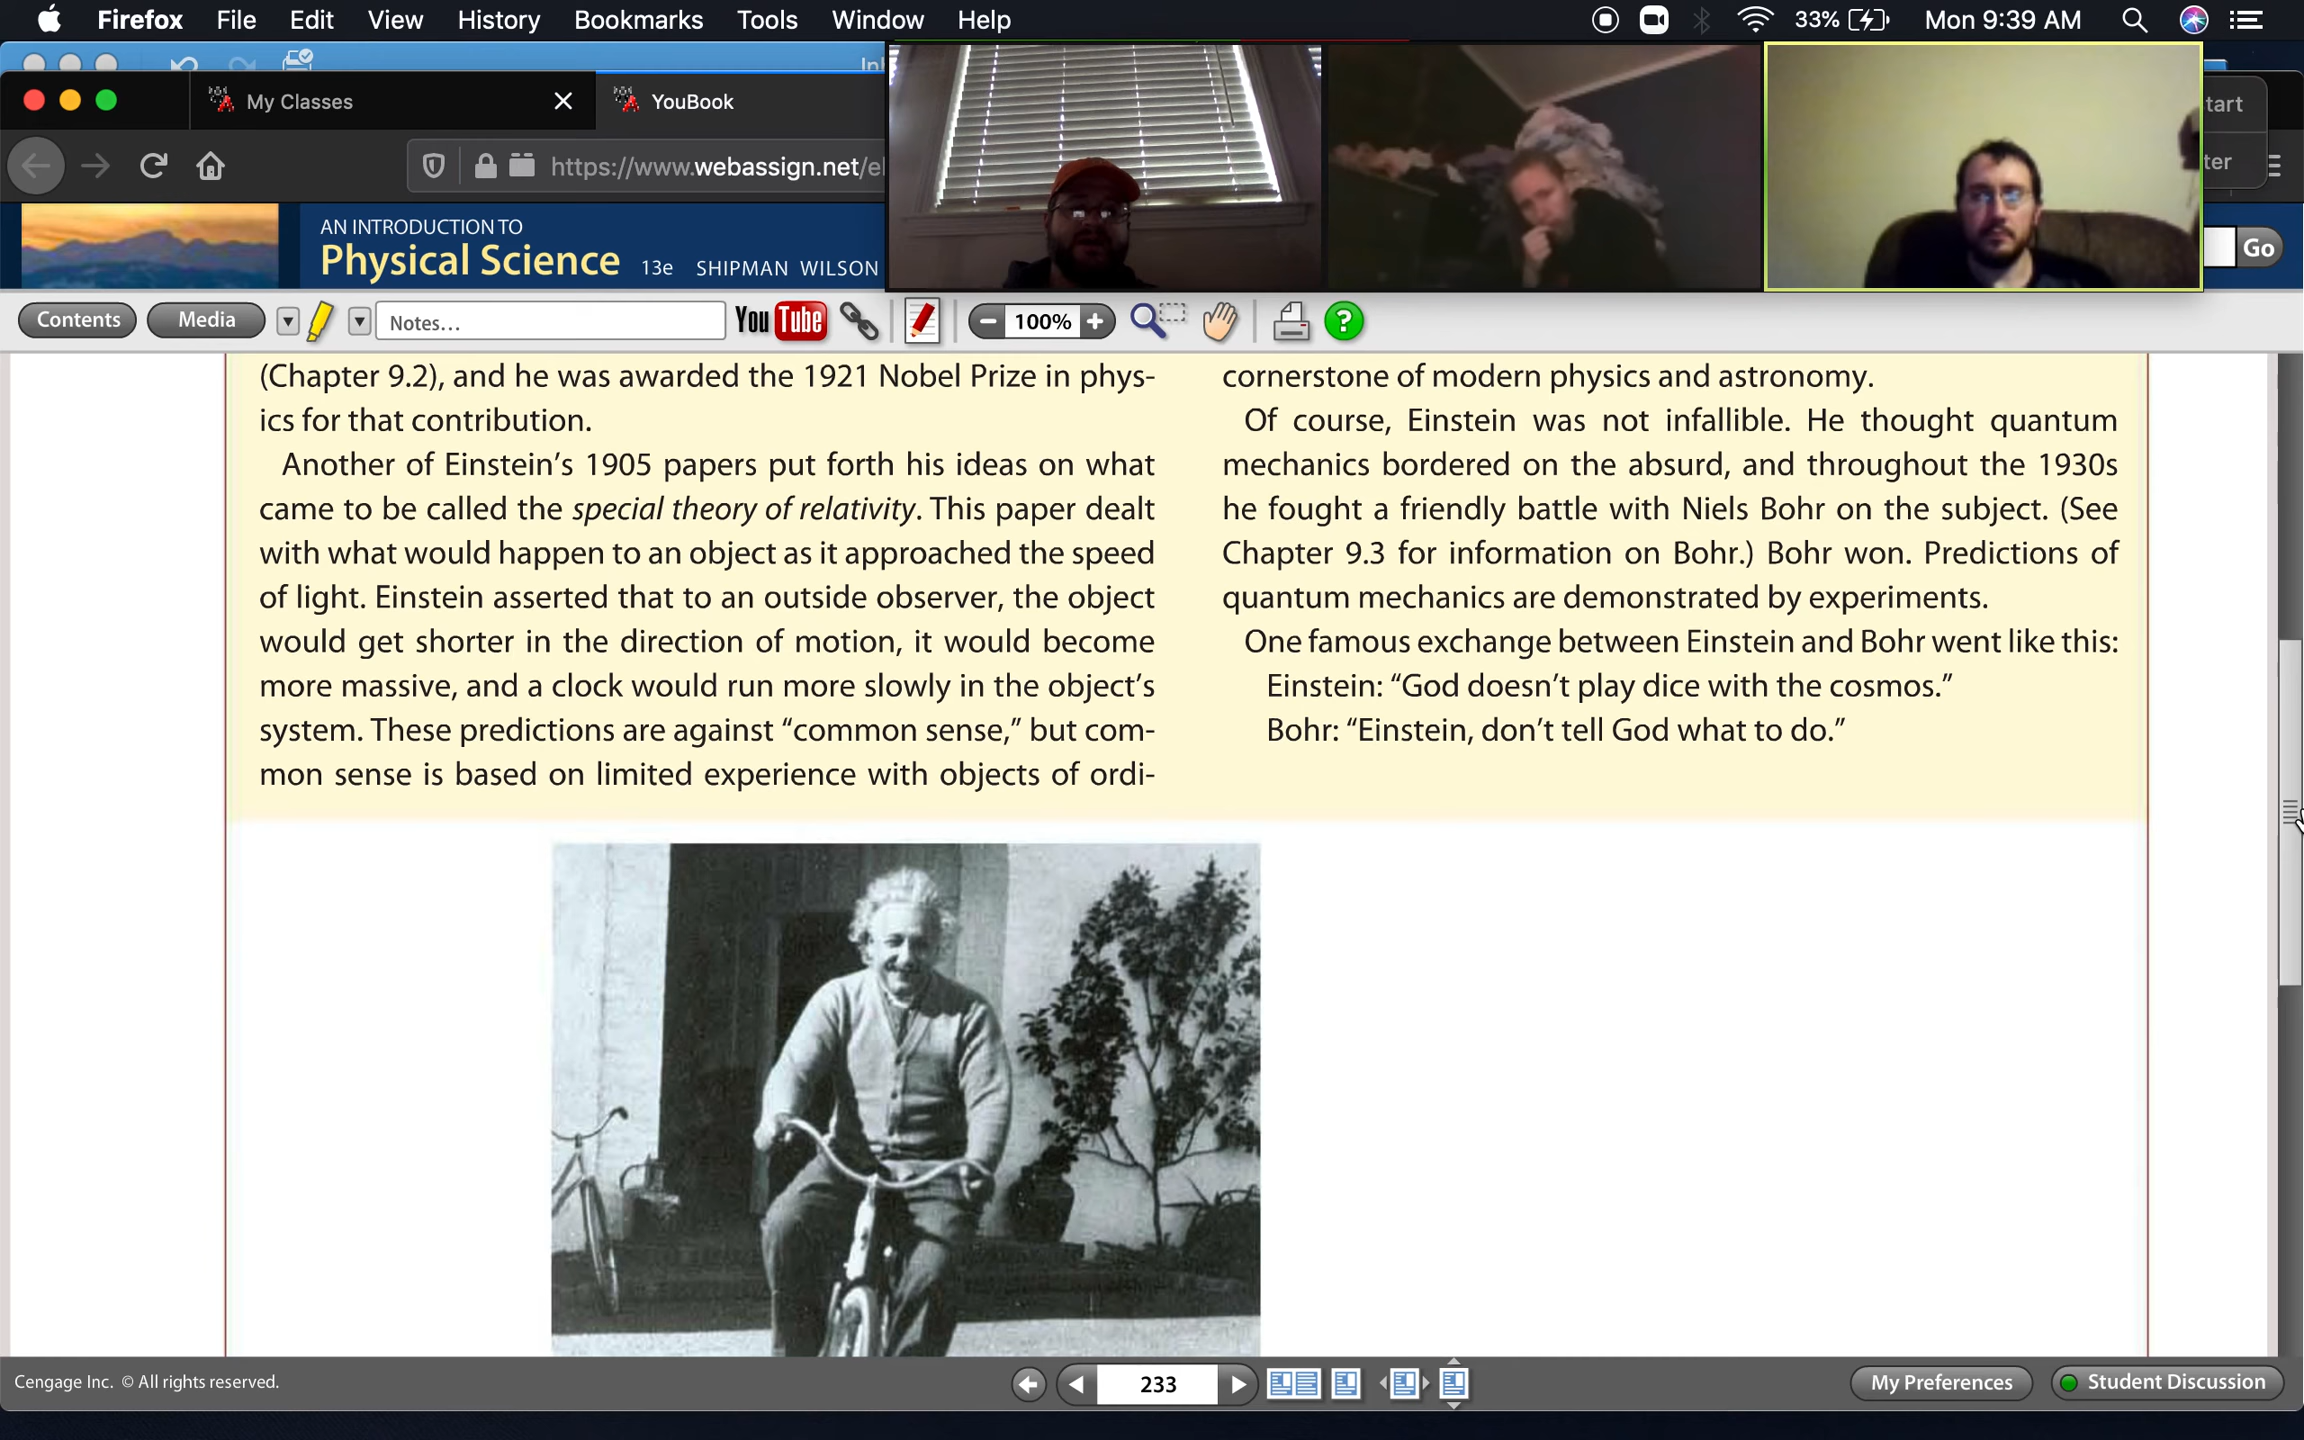 Firefox File Edit View History Bookmarks Tools Window Help
33% Mon 9:39 AM
My Classes
YouBook
tart
https://www.webassign.net/el
ter
AN INTRODUCTION TO
Physical Science 13e SHIPMAN WILSON
Go
Contents Media Notes... YouTube 100% ?
(Chapter 9.2), and he was awarded the 1921 Nobel Prize in phys-
ics for that contribution.
Another of Einstein’s 1905 papers put forth his ideas on what
came to be called the special theory of relativity. This paper dealt
with what would happen to an object as it approached the speed
of light. Einstein asserted that to an outside observer, the object
would get shorter in the direction of motion, it would become
more massive, and a clock would run more slowly in the object’s
system. These predictions are against “common sense,” but com-
mon sense is based on limited experience with objects of ordi-
cornerstone of modern physics and astronomy.
Of course, Einstein was not infallible. He thought quantum
mechanics bordered on the absurd, and throughout the 1930s
he fought a friendly battle with Niels Bohr on the subject. (See
Chapter 9.3 for information on Bohr.) Bohr won. Predictions of
quantum mechanics are demonstrated by experiments.
One famous exchange between Einstein and Bohr went like this:
Einstein: “God doesn’t play dice with the cosmos.”
Bohr: “Einstein, don’t tell God what to do.”
Cengage Inc. © All rights reserved.
233
My Preferences
Student Discussion